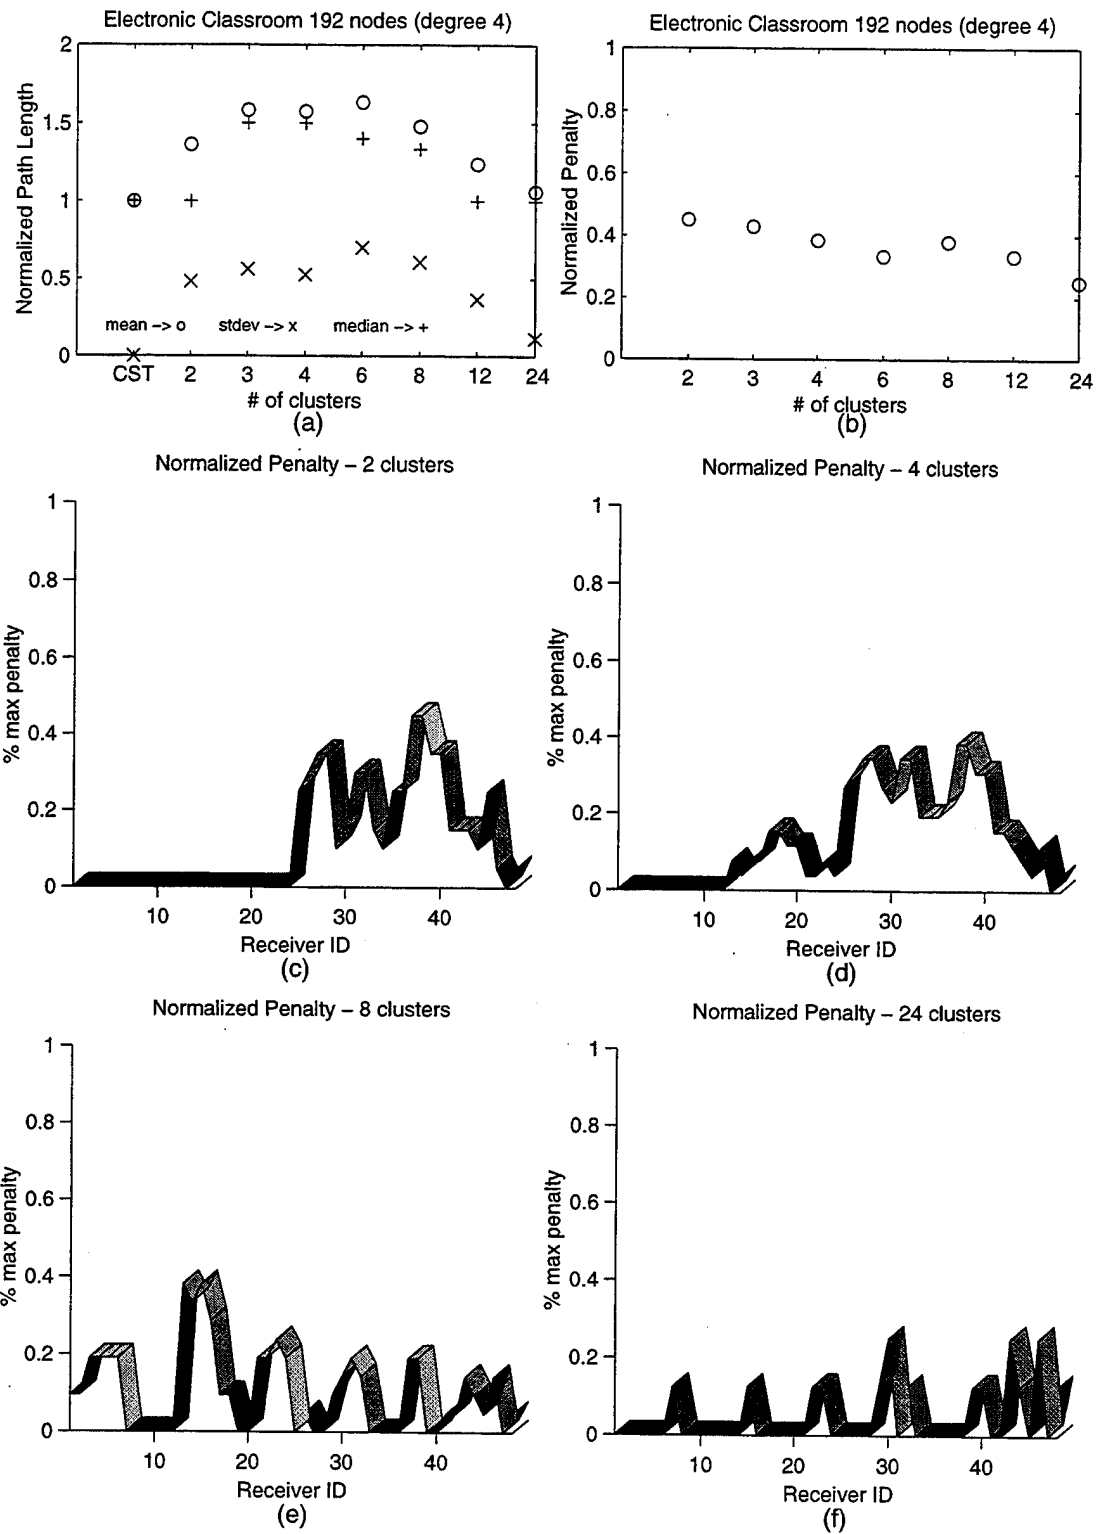 Electronic Classroom 192 nodes (degree 4)
2
1.5
1
0.5
0
Normalized Path Length
mean –> o stdev –> x median –> +
CST 2 3 4 6 8 12 24
# of clusters
(a)
Electronic Classroom 192 nodes (degree 4)
1
0.8
0.6
0.4
0.2
0
Normalized Penalty
2 3 4 6 8 12 24
# of clusters
(b)
Normalized Penalty – 2 clusters
1
0.8
0.6
0.4
0.2
0
% max penalty
10 20 30 40
Receiver ID
(c)
Normalized Penalty – 4 clusters
1
0.8
0.6
0.4
0.2
0
% max penalty
10 20 30 40
Receiver ID
(d)
Normalized Penalty – 8 clusters
1
0.8
0.6
0.4
0.2
0
% max penalty
10 20 30 40
Receiver ID
(e)
Normalized Penalty – 24 clusters
1
0.8
0.6
0.4
0.2
0
% max penalty
10 20 30 40
Receiver ID
(f)